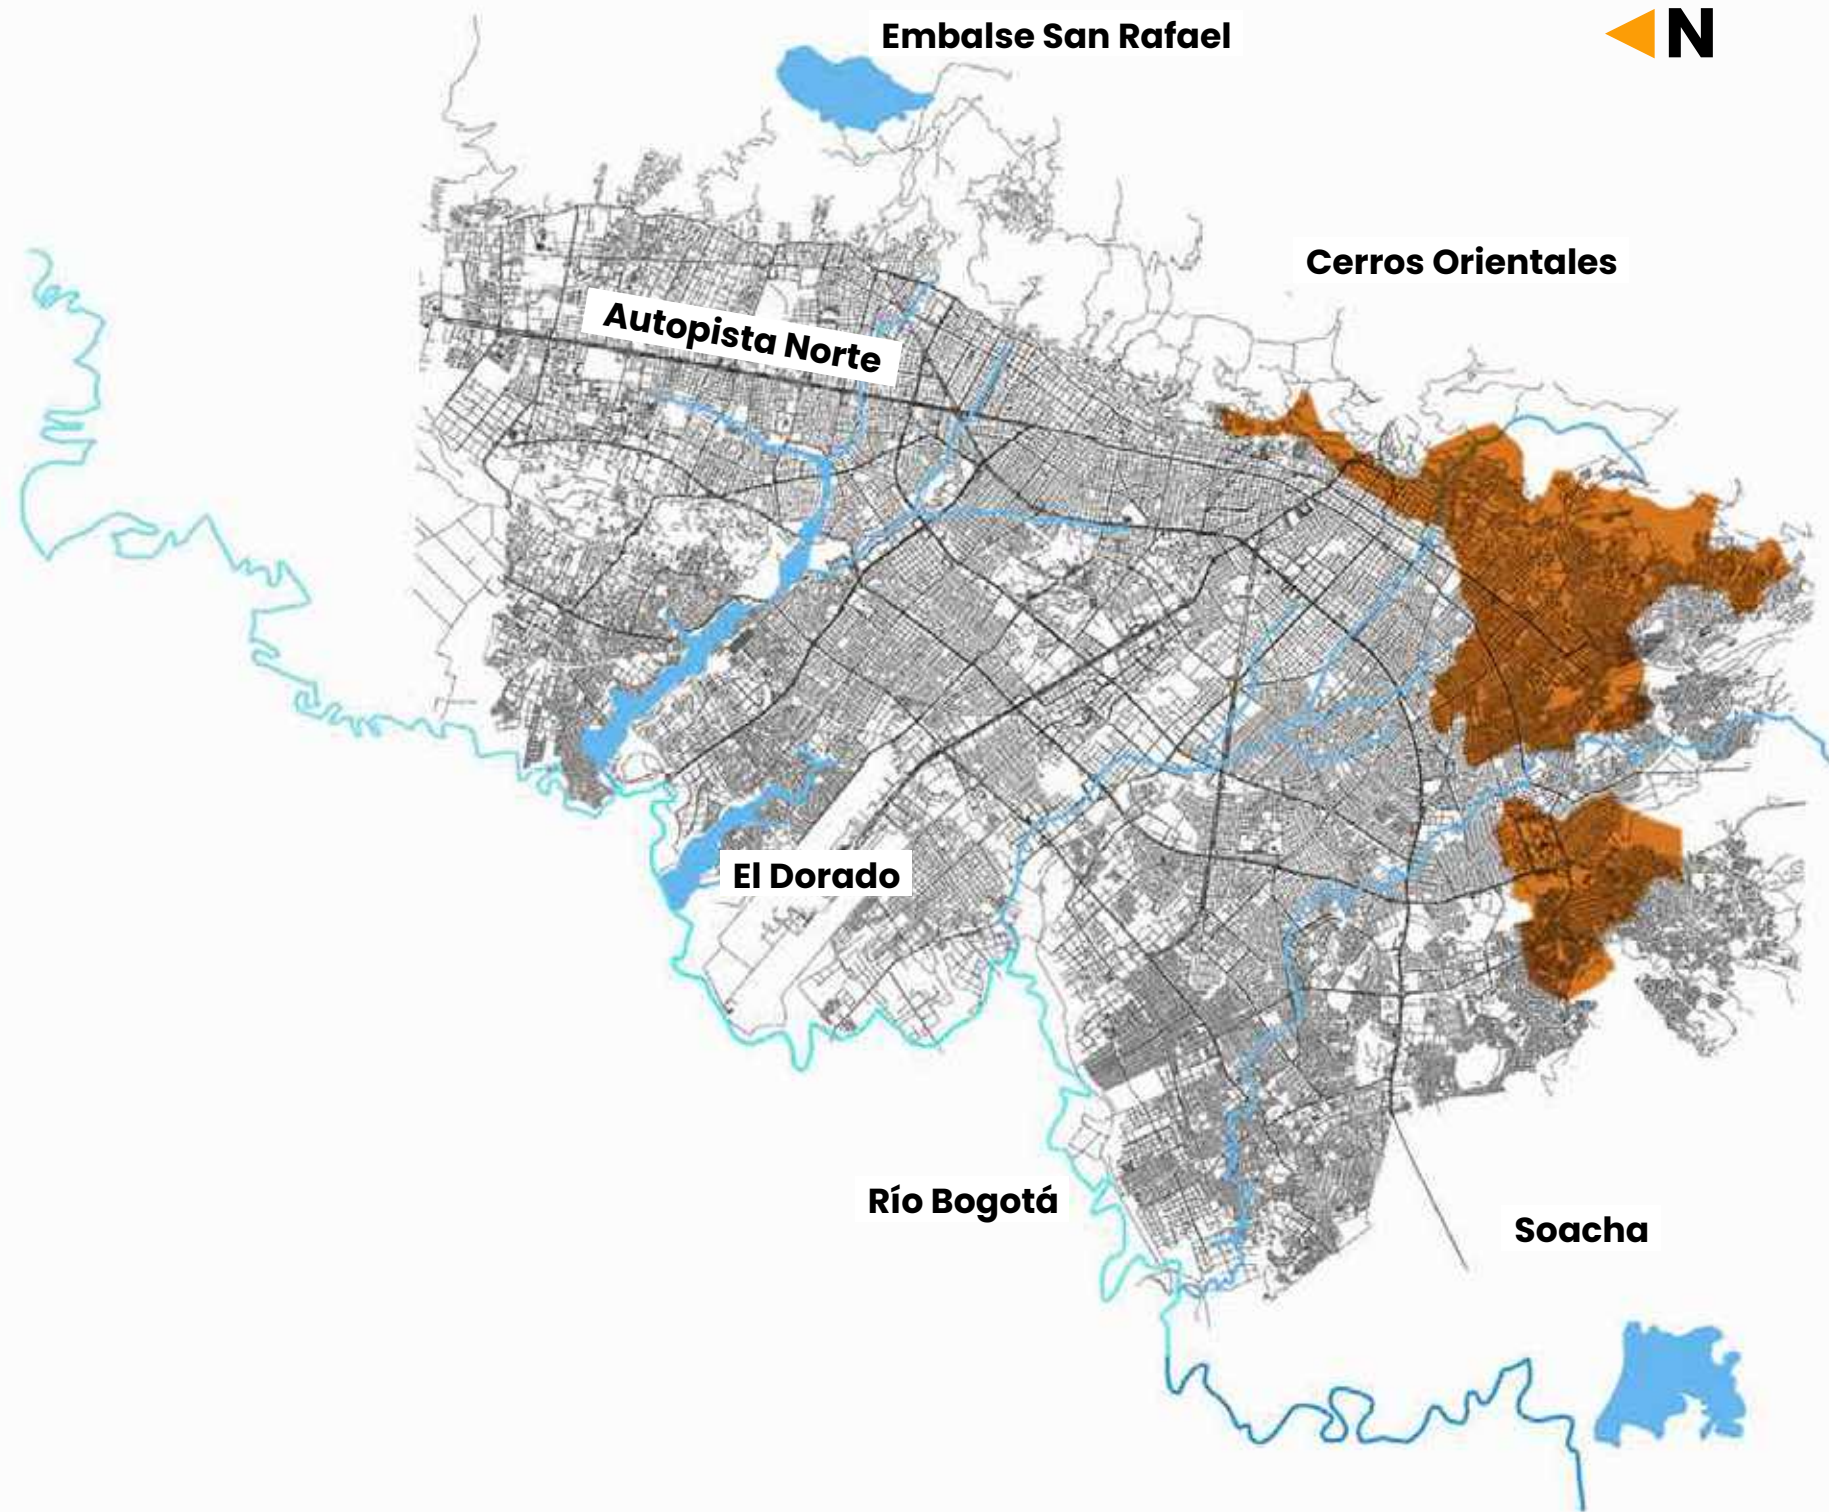 Embalse San Rafael
N
Cerros Orientales
Autopista Norte
El Dorado
Río Bogotá
Soacha